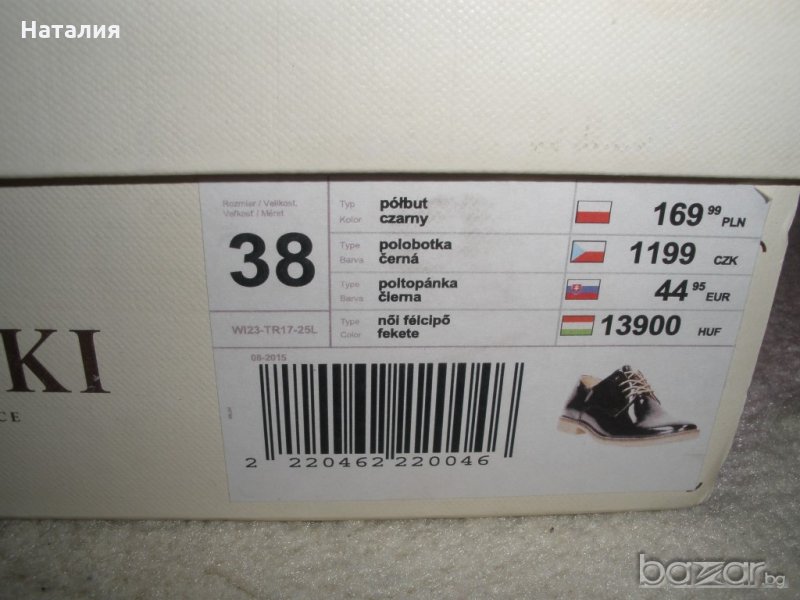 Наталия
Rozmiar / Velikost,
Veľkosť / Méret
38
WI23-TR17-25L
Typ półbut
Kolor czarny
169 99 PLN
Type polobotka
Barva černá
1199 CZK
Type poltopánka
Barva čierna
44 95 EUR
Type női félcipő
Color fekete
13900 HUF
KI
CE
08-2015
2 220462 220046
bazar.bg